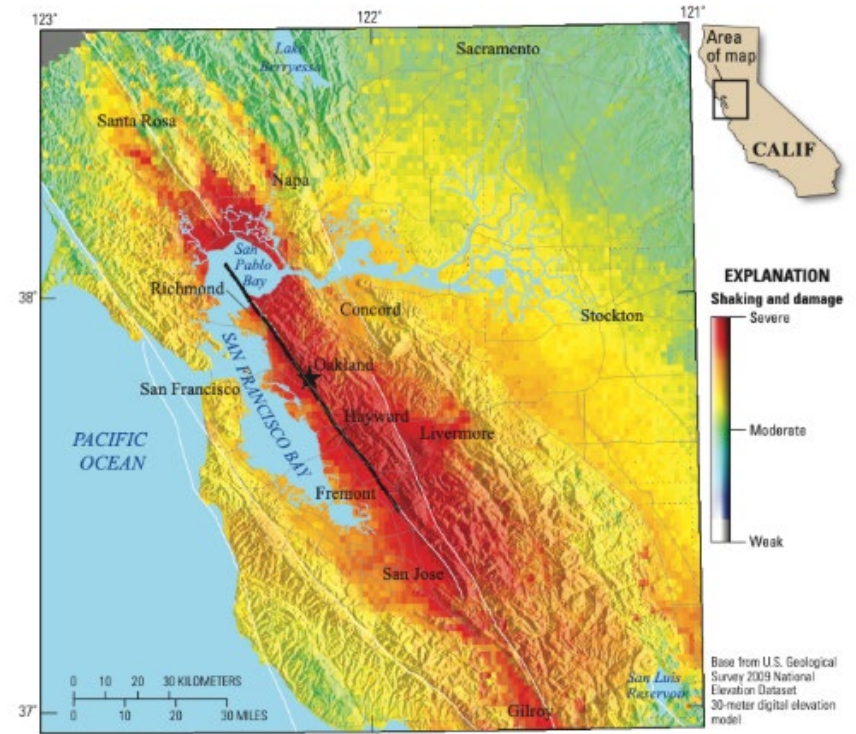 123°
122°
121°
Lake
Berryessa
Sacramento
Santa Rosa
Napa
San
Pablo
Bay
38°
Richmond
Concord
Stockton
SAN FRANCISCO BAY
Oakland
San Francisco
Hayward
Livermore
PACIFIC
OCEAN
Fremont
San Jose
0 10 20 30 KILOMETERS
0 10 20 30 MILES
San Luis
Reservoir
37°
Gilroy
Area
of map
CALIF
EXPLANATION
Shaking and damage
Severe
Moderate
Weak
Base from U.S. Geological
Survey 2009 National
Elevation Dataset
30-meter digital elevation
model